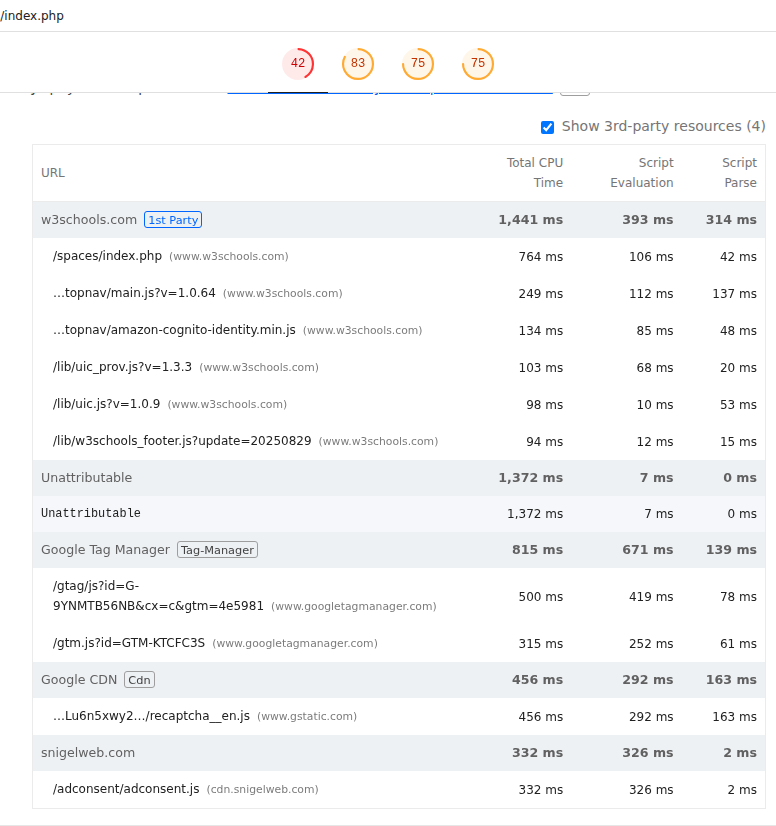 /index.php
42 83 75 75
Show 3rd-party resources (4)
URL Total CPU Time Script Evaluation Script Parse
w3schools.com 1st Party 1,441 ms 393 ms 314 ms
/spaces/index.php (www.w3schools.com) 764 ms 106 ms 42 ms
…topnav/main.js?v=1.0.64 (www.w3schools.com) 249 ms 112 ms 137 ms
…topnav/amazon-cognito-identity.min.js (www.w3schools.com) 134 ms 85 ms 48 ms
/lib/uic_prov.js?v=1.3.3 (www.w3schools.com) 103 ms 68 ms 20 ms
/lib/uic.js?v=1.0.9 (www.w3schools.com) 98 ms 10 ms 53 ms
/lib/w3schools_footer.js?update=20250829 (www.w3schools.com) 94 ms 12 ms 15 ms
Unattributable 1,372 ms 7 ms 0 ms
Unattributable 1,372 ms 7 ms 0 ms
Google Tag Manager Tag-Manager 815 ms 671 ms 139 ms
/gtag/js?id=G-
9YNMTB56NB&cx=c&gtm=4e5981 (www.googletagmanager.com) 500 ms 419 ms 78 ms
/gtm.js?id=GTM-KTCFC3S (www.googletagmanager.com) 315 ms 252 ms 61 ms
Google CDN Cdn 456 ms 292 ms 163 ms
…Lu6n5xwy2…/recaptcha__en.js (www.gstatic.com) 456 ms 292 ms 163 ms
snigelweb.com 332 ms 326 ms 2 ms
/adconsent/adconsent.js (cdn.snigelweb.com) 332 ms 326 ms 2 ms